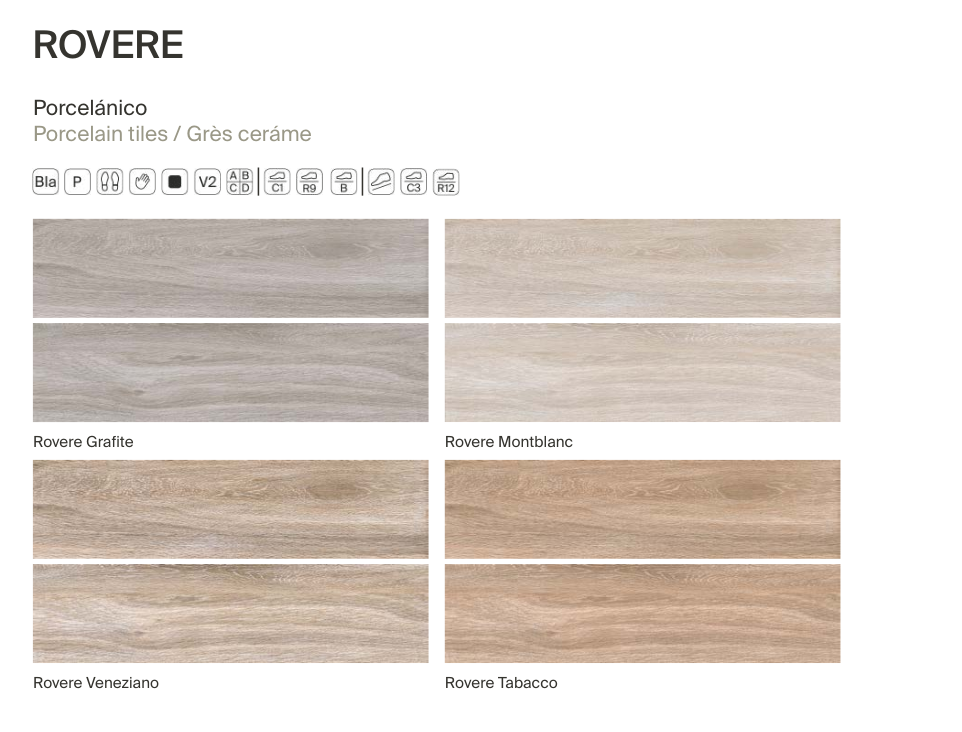 ROVERE
Porcelánico
Porcelain tiles / Grès ceráme
BIa P V2 A B C D C1 R9 B C3 R12
Rovere Grafite
Rovere Montblanc
Rovere Veneziano
Rovere Tabacco